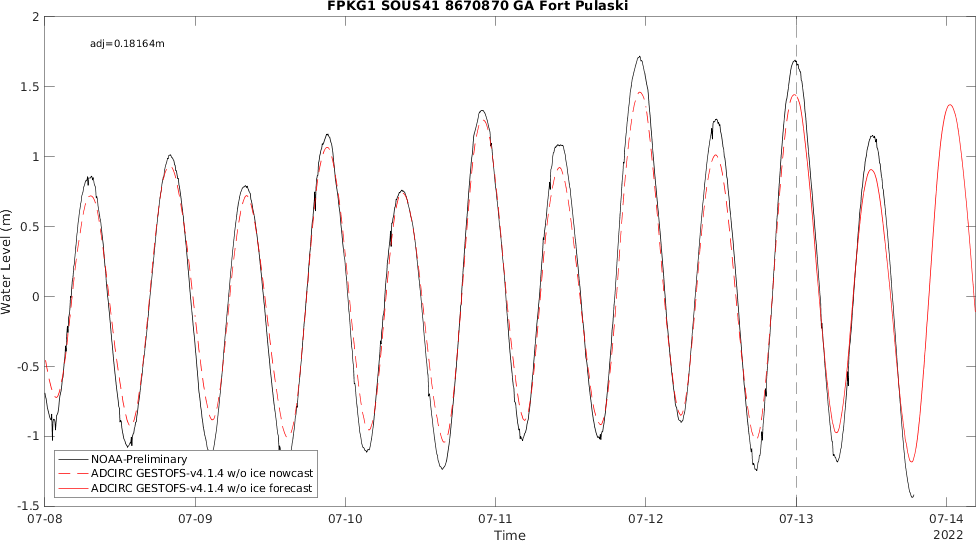 FPKG1 SOUS41 8670870 GA Fort Pulaski
adj=0.18164m
2
1.5
1
0.5
0
-0.5
-1
-1.5
Water Level (m)
NOAA-Preliminary
ADCIRC GESTOFS-v4.1.4 w/o ice nowcast
ADCIRC GESTOFS-v4.1.4 w/o ice forecast
07-08 07-09 07-10 07-11 07-12 07-13 07-14
Time
2022